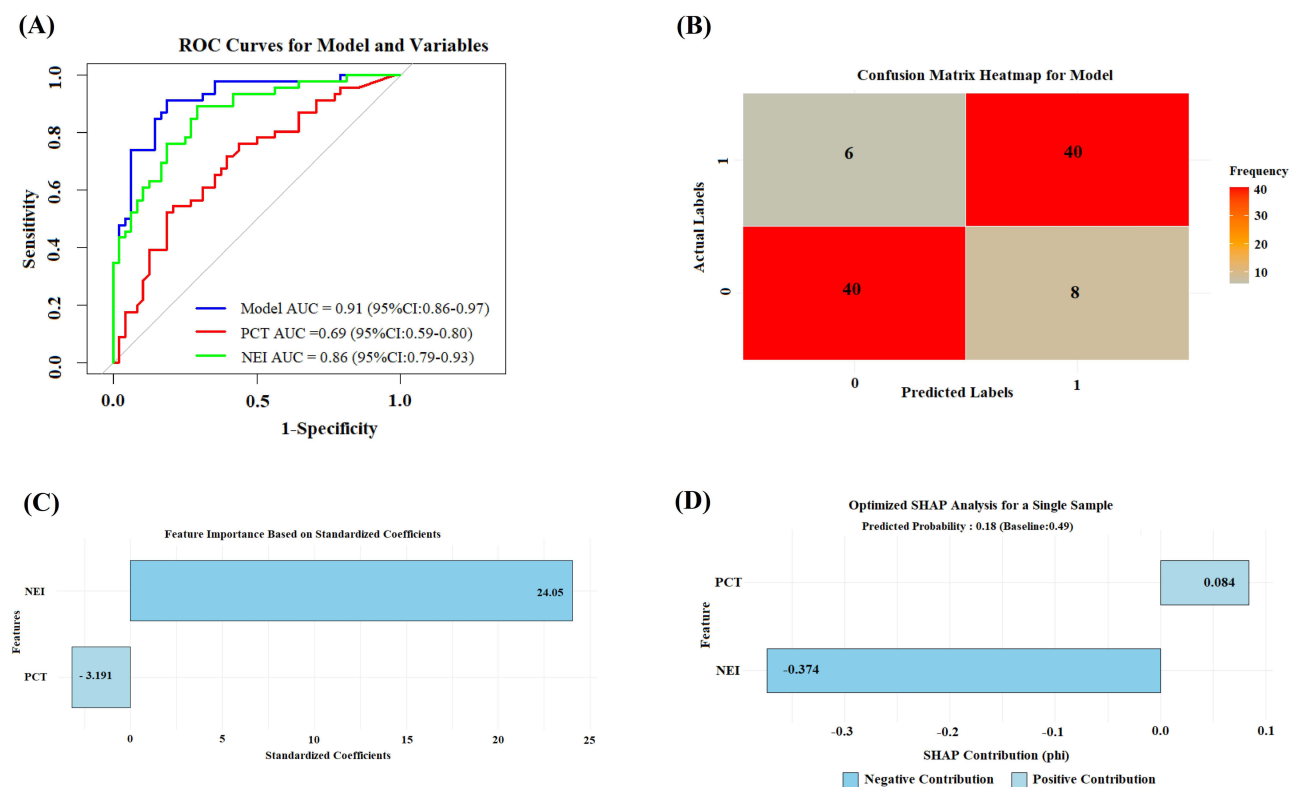 (A)
ROC Curves for Model and Variables
Sensitivity
1.0
0.8
0.6
0.4
0.2
0.0
Model AUC = 0.91 (95%CI:0.86-0.97)
PCT AUC =0.69 (95%CI:0.59-0.80)
NEI AUC = 0.86 (95%CI:0.79-0.93)
0.0 0.5 1.0
1-Specificity
(B)
Confusion Matrix Heatmap for Model
Actual Labels
1
0
6 40
40 8
0 1
Predicted Labels
Frequency
40
30
20
10
(C)
Feature Importance Based on Standardized Coefficients
Features
NEI
24.05
PCT
- 3.191
0 5 10 15 20 25
Standardized Coefficients
(D)
Optimized SHAP Analysis for a Single Sample
Predicted Probability : 0.18 (Baseline:0.49)
Feature
PCT
0.084
NEI
-0.374
-0.3 -0.2 -0.1 0.0 0.1
SHAP Contribution (phi)
Negative Contribution Positive Contribution